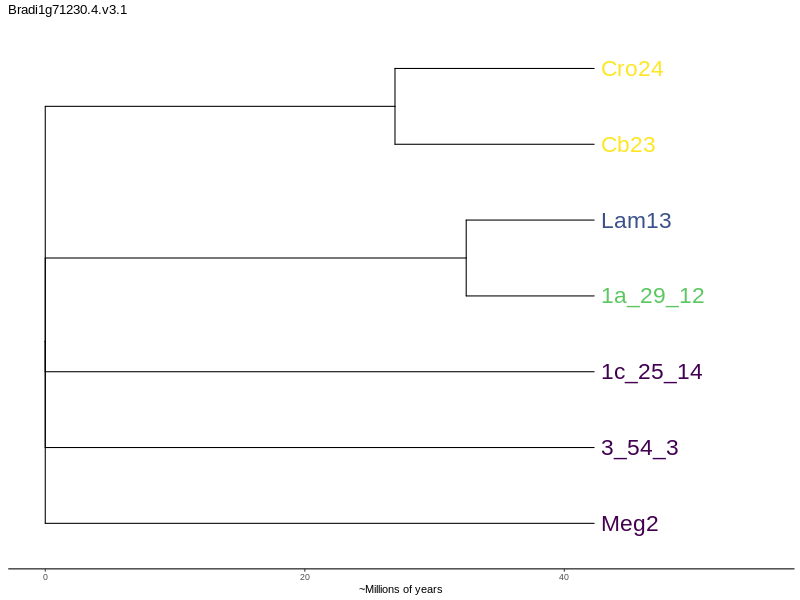 Bradi1g71230.4.v3.1
Cro24
Cb23
Lam13
1a_29_12
1c_25_14
3_54_3
Meg2
0 20 40
~Millions of years